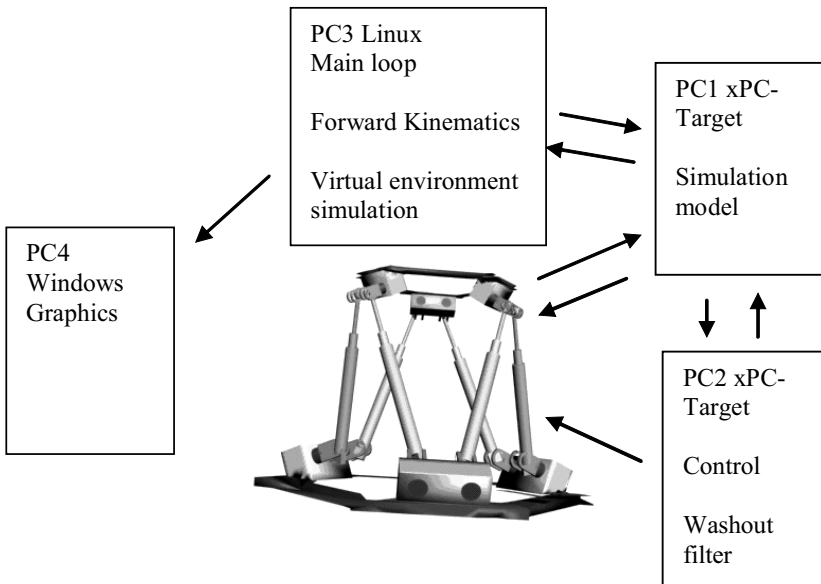 PC3 Linux
Main loop
Forward Kinematics
Virtual environment
simulation
PC1 xPC-
Target
Simulation
model
PC4
Windows
Graphics
PC2 xPC-
Target
Control
Washout
filter